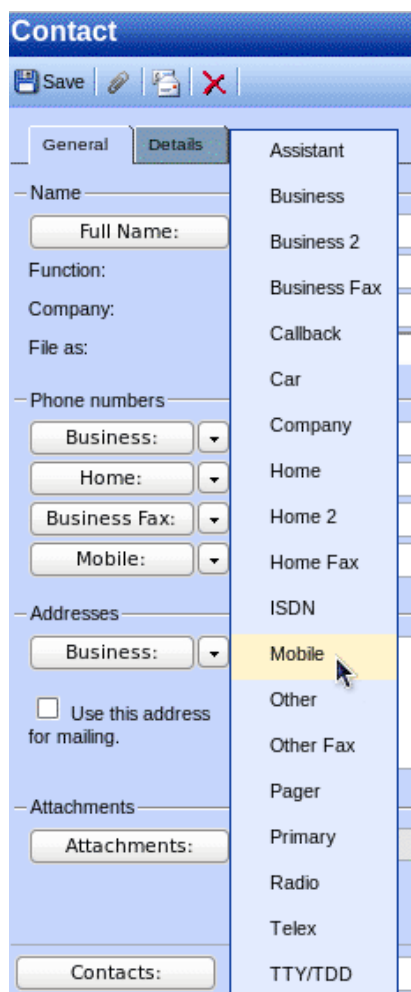 Contact
Save
General
Details
Name
Full Name:
Function:
Company:
File as:
Phone numbers
Business:
Home:
Business Fax:
Mobile:
Addresses
Business:
Use this address
for mailing.
Attachments
Attachments:
Contacts:
Assistant
Business
Business 2
Business Fax
Callback
Car
Company
Home
Home 2
Home Fax
ISDN
Mobile
Other
Other Fax
Pager
Primary
Radio
Telex
TTY/TDD